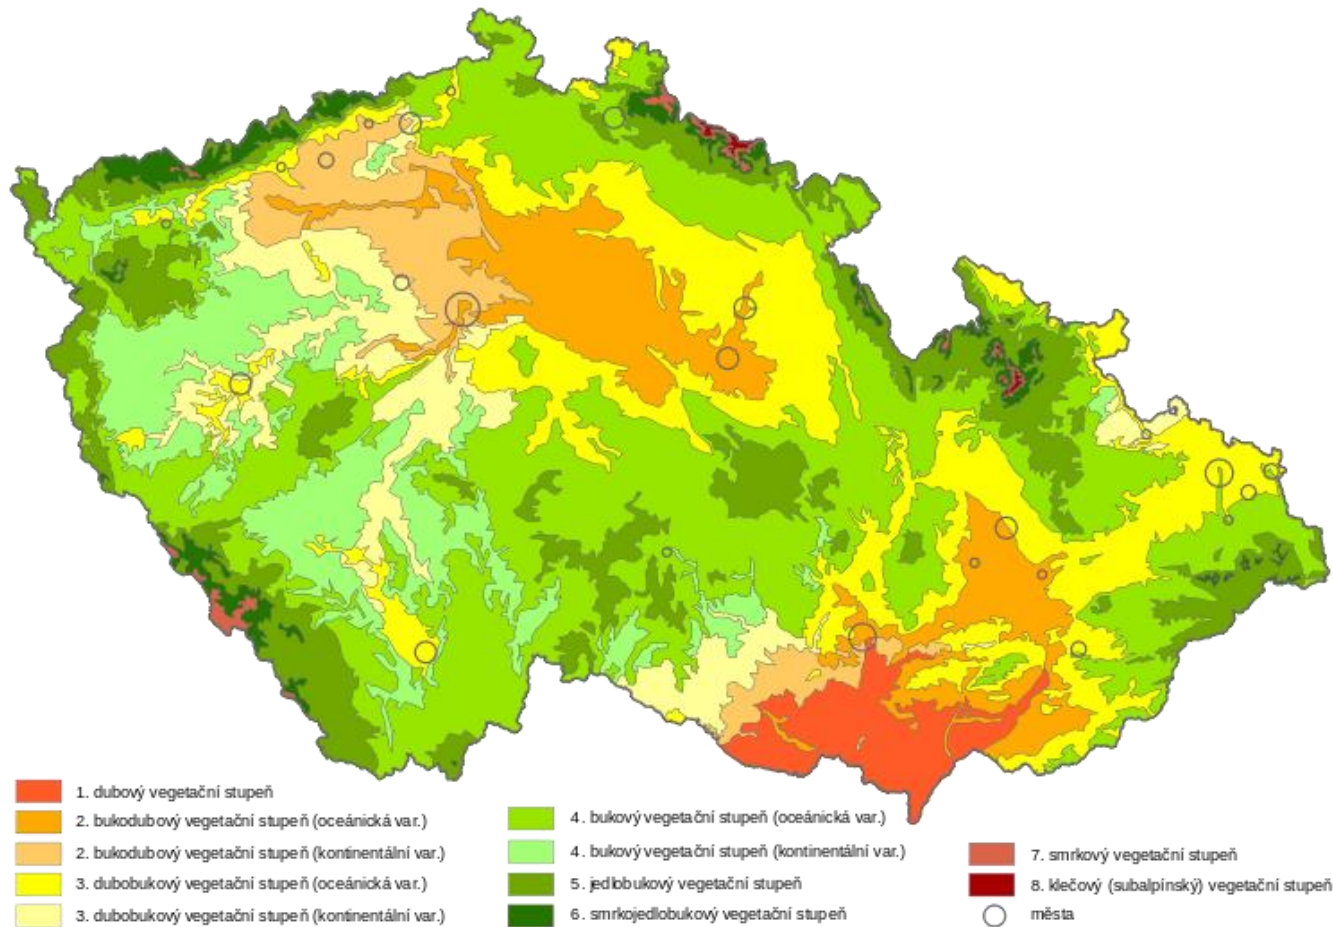 1. dubový vegetační stupeň
2. bukodubový vegetační stupeň (oceánická var.)
2. bukodubový vegetační stupeň (kontinentální var.)
3. dubobukový vegetační stupeň (oceánická var.)
3. dubobukový vegetační stupeň (kontinentální var.)
4. bukový vegetační stupeň (oceánická var.)
4. bukový vegetační stupeň (kontinentální var.)
5. jedlobukový vegetační stupeň
6. smrkojedlobukový vegetační stupeň
7. smrkový vegetační stupeň
8. klečový (subalpínský) vegetační stupeň
města